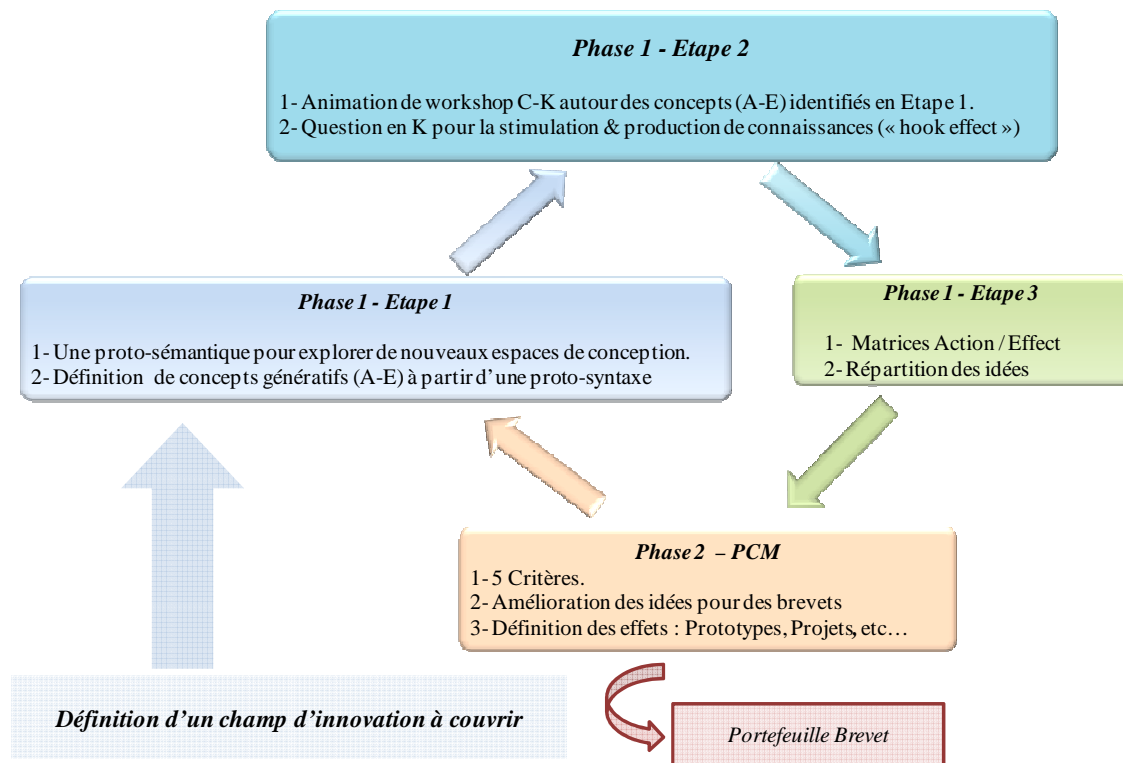 Phase 1 - Etape 2
1- Animation de workshop C-K autour des concepts (A-E) identifiés en Etape 1.
2- Question en K pour la stimulation & production de connaissances (« hook effect »)
Phase 1 - Etape 1
1- Une proto-sémantique pour explorer de nouveaux espaces de conception.
2- Définition de concepts génératifs (A-E) à partir d'une proto-syntaxe
Phase 1 - Etape 3
1- Matrices Action / Effect
2- Répartition des idées
Phase 2 – PCM
1- 5 Critères.
2- Amélioration des idées pour des brevets
3- Définition des effets : Prototypes, Projets, etc…
Définition d'un champ d'innovation à couvrir
Portefeuille Brevet